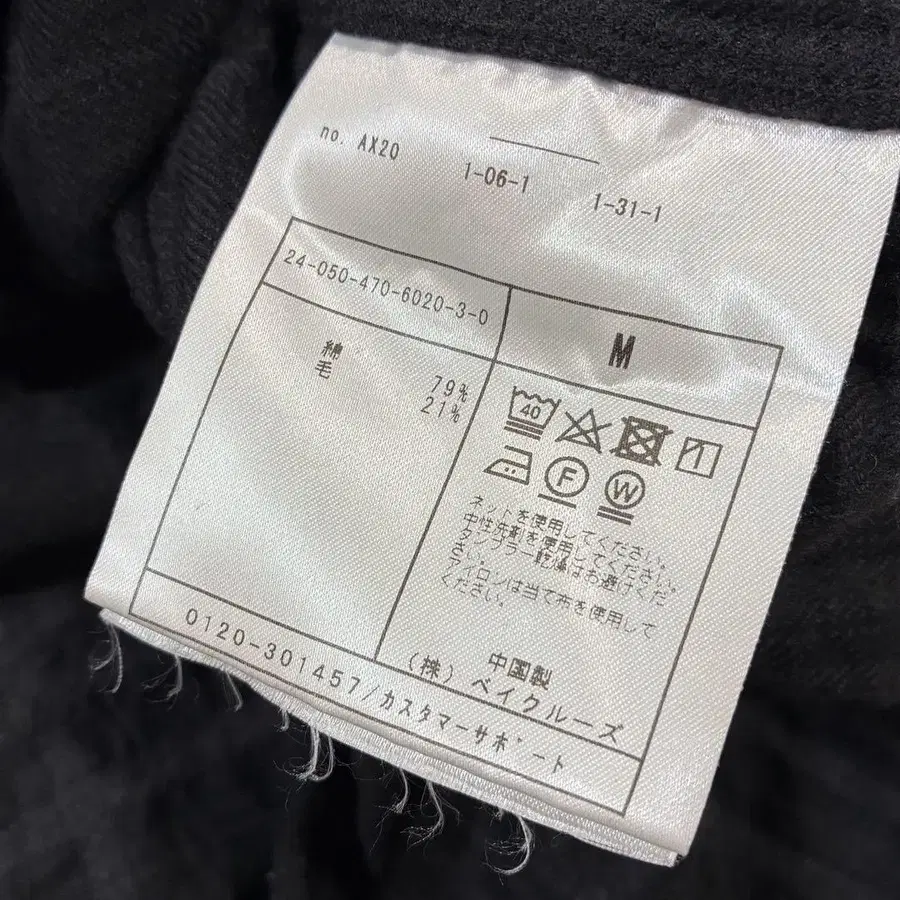 no. AX20
1-06-1
1-31-1
24-050-470-6020-3-0
M
綿 79%
毛 21%
40
F
W
ネットを使用してください。
中性洗剤を使用してください。
タンブラー乾燥はお避けくだ
さい。
アイロンは当て布を使用して
ください。
中国製
(株) ベイクルーズ
0120-301457/カスタマーサポート